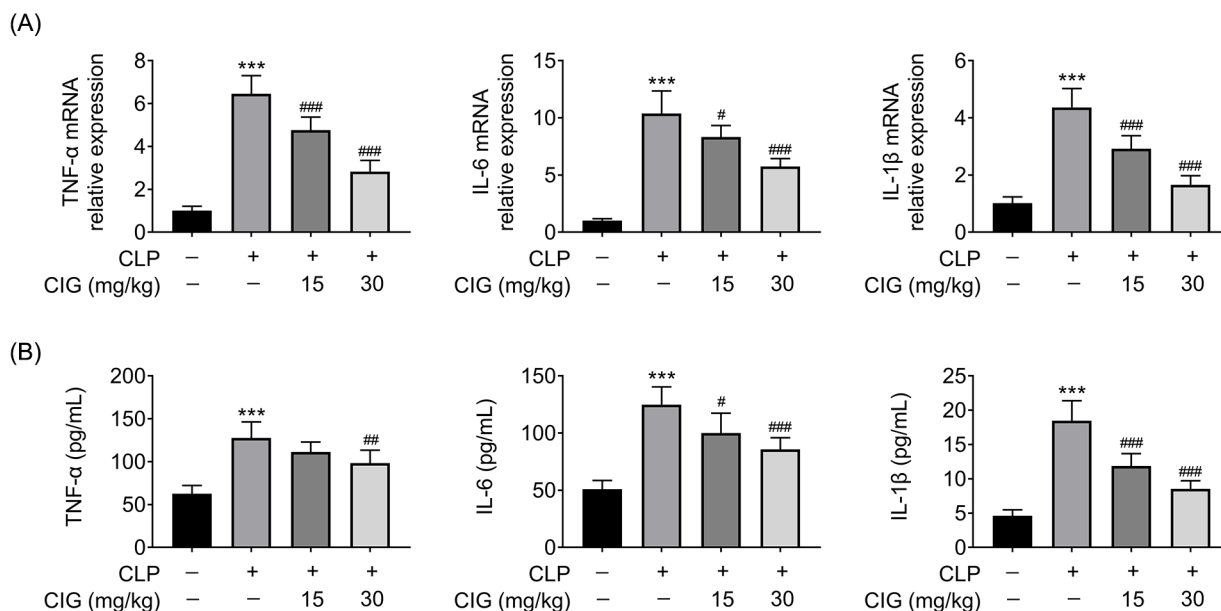 (A)
TNF-α mRNA
relative expression
8
6
4
2
0
***
###
###
CLP – + + +
CIG (mg/kg) – – 15 30
IL-6 mRNA
relative expression
15
10
5
0
***
#
###
CLP – + + +
CIG (mg/kg) – – 15 30
IL-1β mRNA
relative expression
6
4
2
0
***
###
###
CLP – + + +
CIG (mg/kg) – – 15 30
(B)
TNF-α (pg/mL)
200
150
100
50
0
***
##
CLP – + + +
CIG (mg/kg) – – 15 30
IL-6 (pg/mL)
150
100
50
0
***
#
###
CLP – + + +
CIG (mg/kg) – – 15 30
IL-1β (pg/mL)
25
20
15
10
5
0
***
###
###
CLP – + + +
CIG (mg/kg) – – 15 30